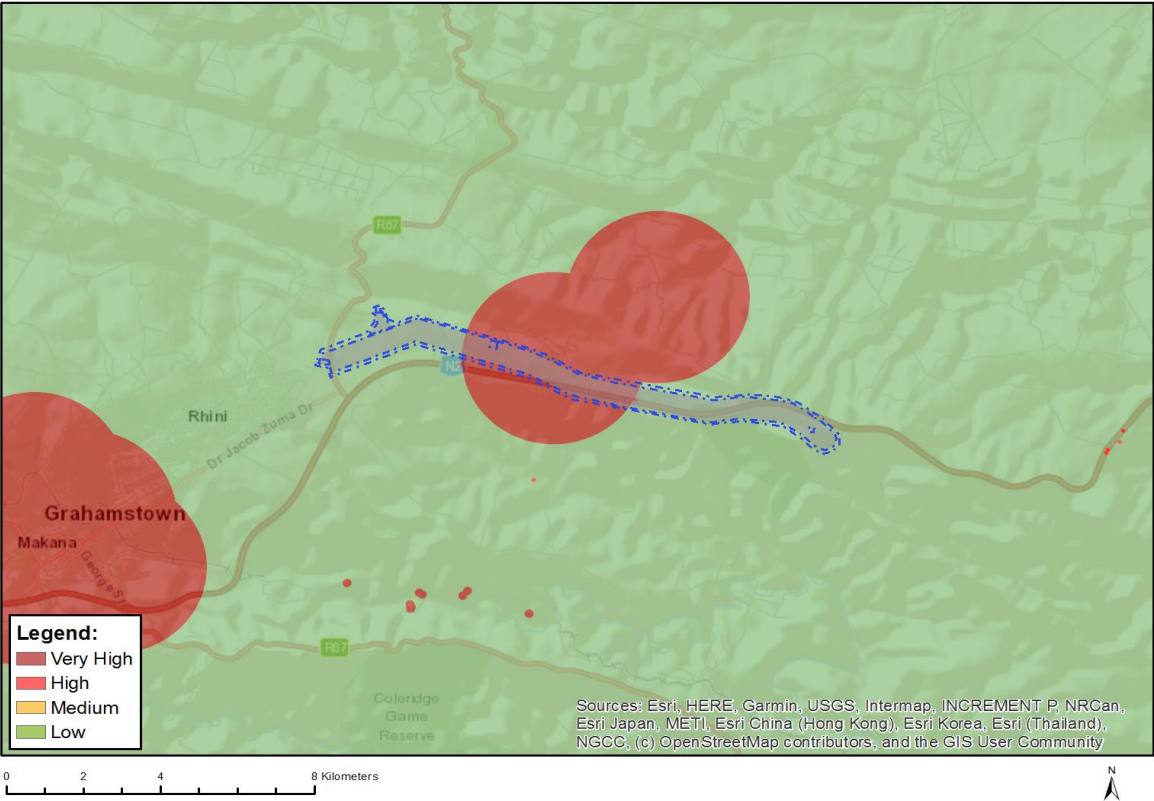 R67
N2
Rhini
Dr Jacob Zuma Dr
Grahamstown
Makana
George St
R67
Coleridge
Game
Reserve
Legend:
Very High
High
Medium
Low
Sources: Esri, HERE, Garmin, USGS, Intermap, INCREMENT P, NRCan,
Esri Japan, METI, Esri China (Hong Kong), Esri Korea, Esri (Thailand),
NGCC, (c) OpenStreetMap contributors, and the GIS User Community
0 2 4 8 Kilometers
N